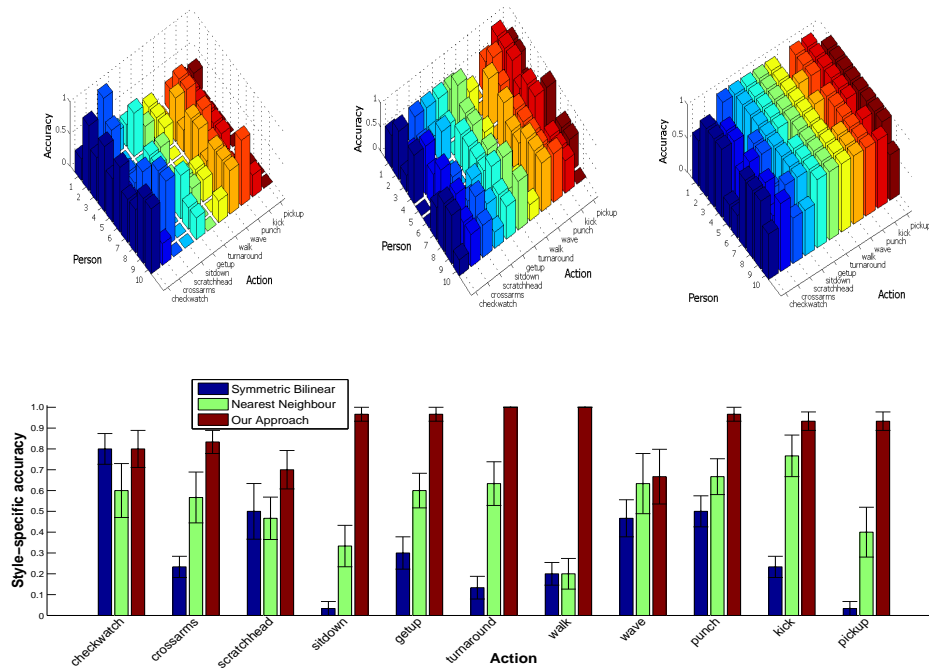 1
0.5
0
Accuracy
1
2
3
4
5
6
7
8
9
10
Person
pickup
kick
punch
wave
walk
turnaround
getup
sitdown
scratchhead
crossarms
checkwatch
Action
1
0.5
0
Accuracy
1
2
3
4
5
6
7
8
9
10
Person
pickup
kick
punch
wave
walk
turnaround
getup
sitdown
scratchhead
crossarms
checkwatch
Action
1
0.5
0
Accuracy
1
2
3
4
5
6
7
8
9
10
Person
pickup
kick
punch
wave
walk
turnaround
getup
sitdown
scratchhead
crossarms
checkwatch
Action
Symmetric Bilinear
Nearest Neighbour
Our Approach
Style-specific accuracy
1.0
0.9
0.8
0.7
0.6
0.5
0.4
0.3
0.2
0.1
0
checkwatch
crossarms
scratchhead
sitdown
getup
turnaround
walk
wave
punch
kick
pickup
Action